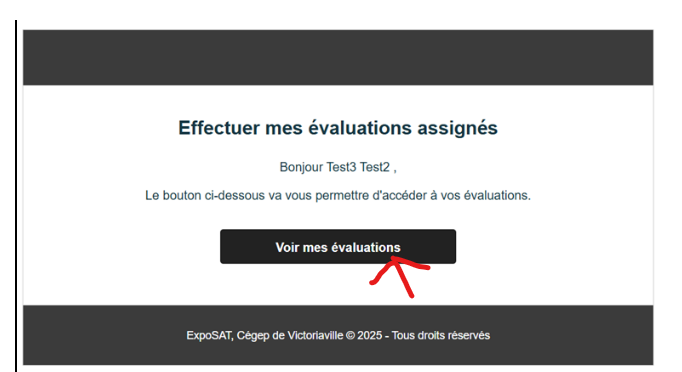 Effectuer mes évaluations assignés
Bonjour Test3 Test2 ,
Le bouton ci-dessous va vous permettre d'accéder à vos évaluations.
Voir mes évaluations
ExpoSAT, Cégep de Victoriaville © 2025 - Tous droits réservés